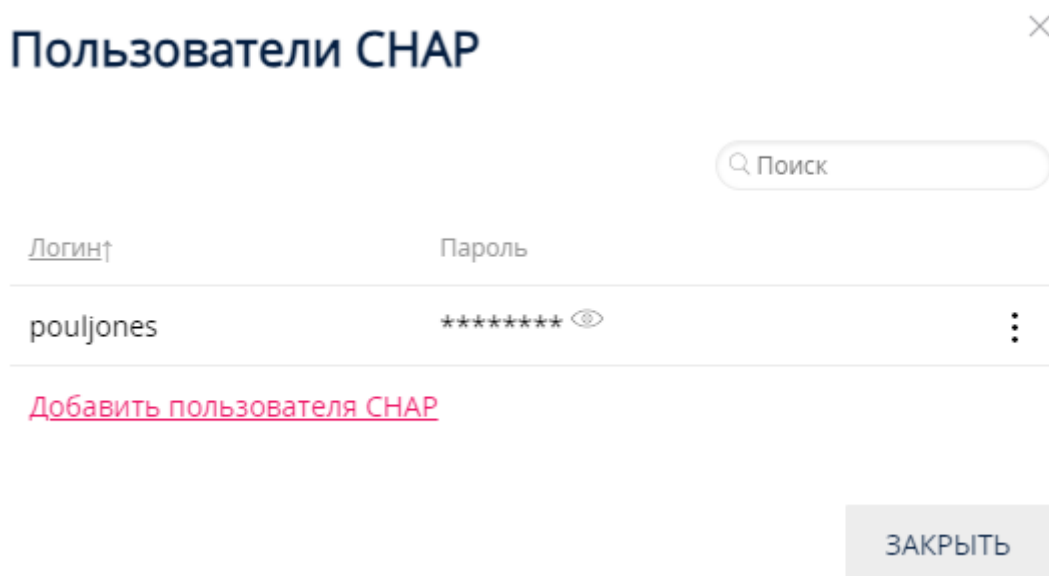 Пользователи CHAP
Поиск
Логин↑ Пароль
pouljones ********
Добавить пользователя CHAP
ЗАКРЫТЬ